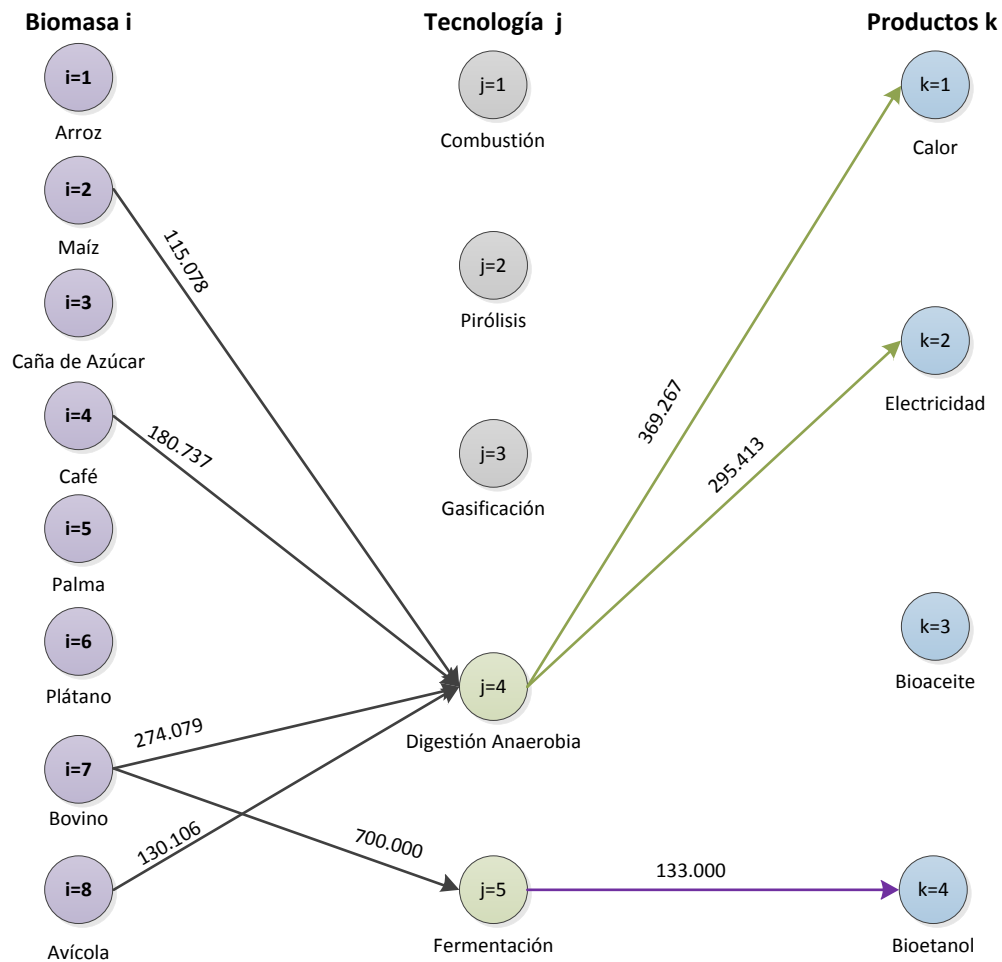 Biomasa i
Tecnología j
Productos k
i=1
Arroz
i=2
Maíz
i=3
Caña de Azúcar
i=4
Café
i=5
Palma
i=6
Plátano
i=7
Bovino
i=8
Avícola
115.078
180.737
274.079
130.106
700.000
j=1
Combustión
j=2
Pirólisis
j=3
Gasificación
j=4
Digestión Anaerobia
j=5
Fermentación
369.267
295.413
133.000
k=1
Calor
k=2
Electricidad
k=3
Bioaceite
k=4
Bioetanol